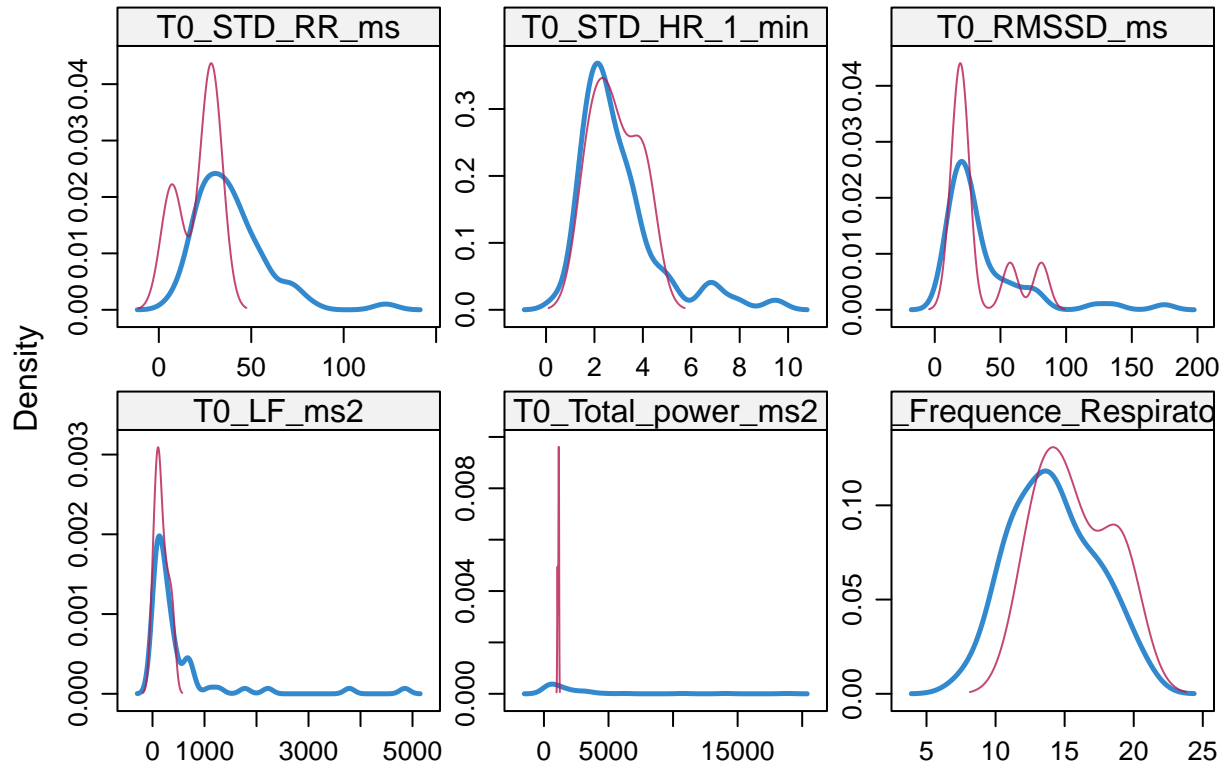 T0_STD_RR_ms
T0_STD_HR_1_min
T0_RMSSD_ms
0.00 0.01 0.02 0.03 0.04
0.0 0.1 0.2 0.3
0.00 0.01 0.02 0.03 0.04
0 50 100
0 2 4 6 8 10
0 50 100 150 200
Density
T0_LF_ms2
T0_Total_power_ms2
_Frequence_Respirato
0.000 0.001 0.002 0.003
0.000 0.004 0.008
0.00 0.05 0.10
0 1000 3000 5000
0 5000 15000
5 10 15 20 25